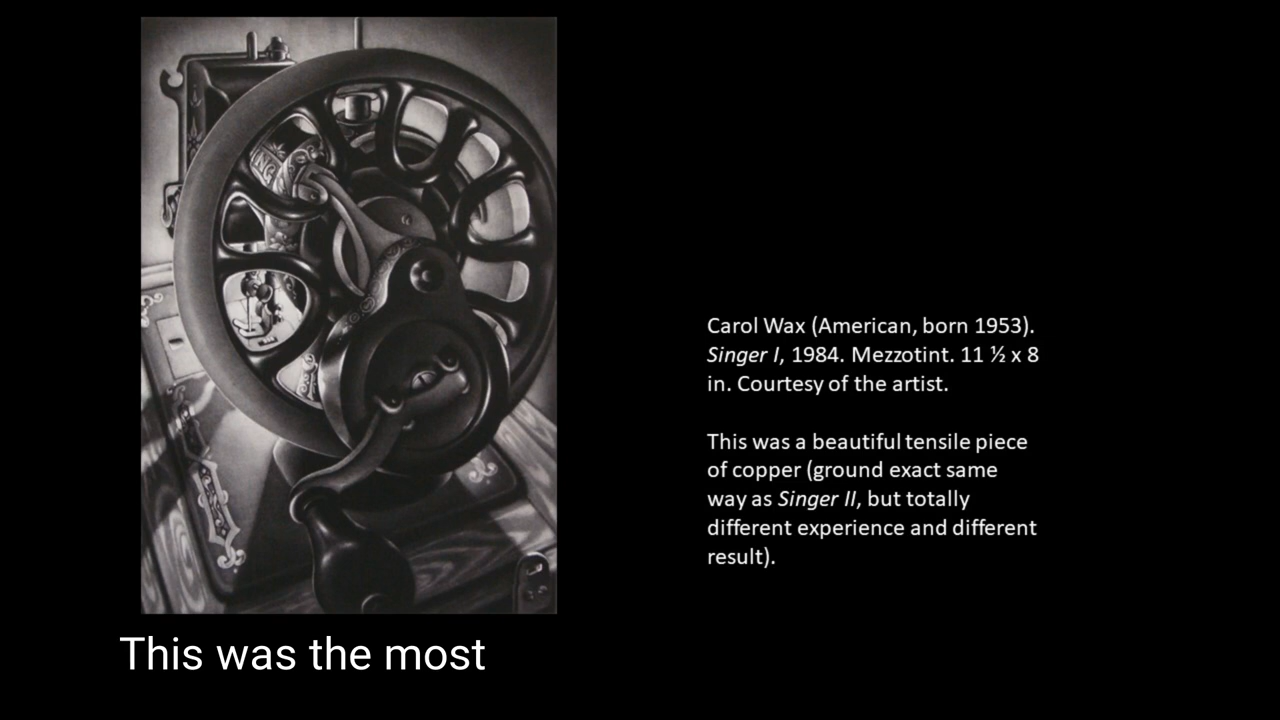 NG
Carol Wax (American, born 1953).
Singer I, 1984. Mezzotint. 11 ½ x 8
in. Courtesy of the artist.
This was a beautiful tensile piece
of copper (ground exact same
way as Singer II, but totally
different experience and different
result).
This was the most